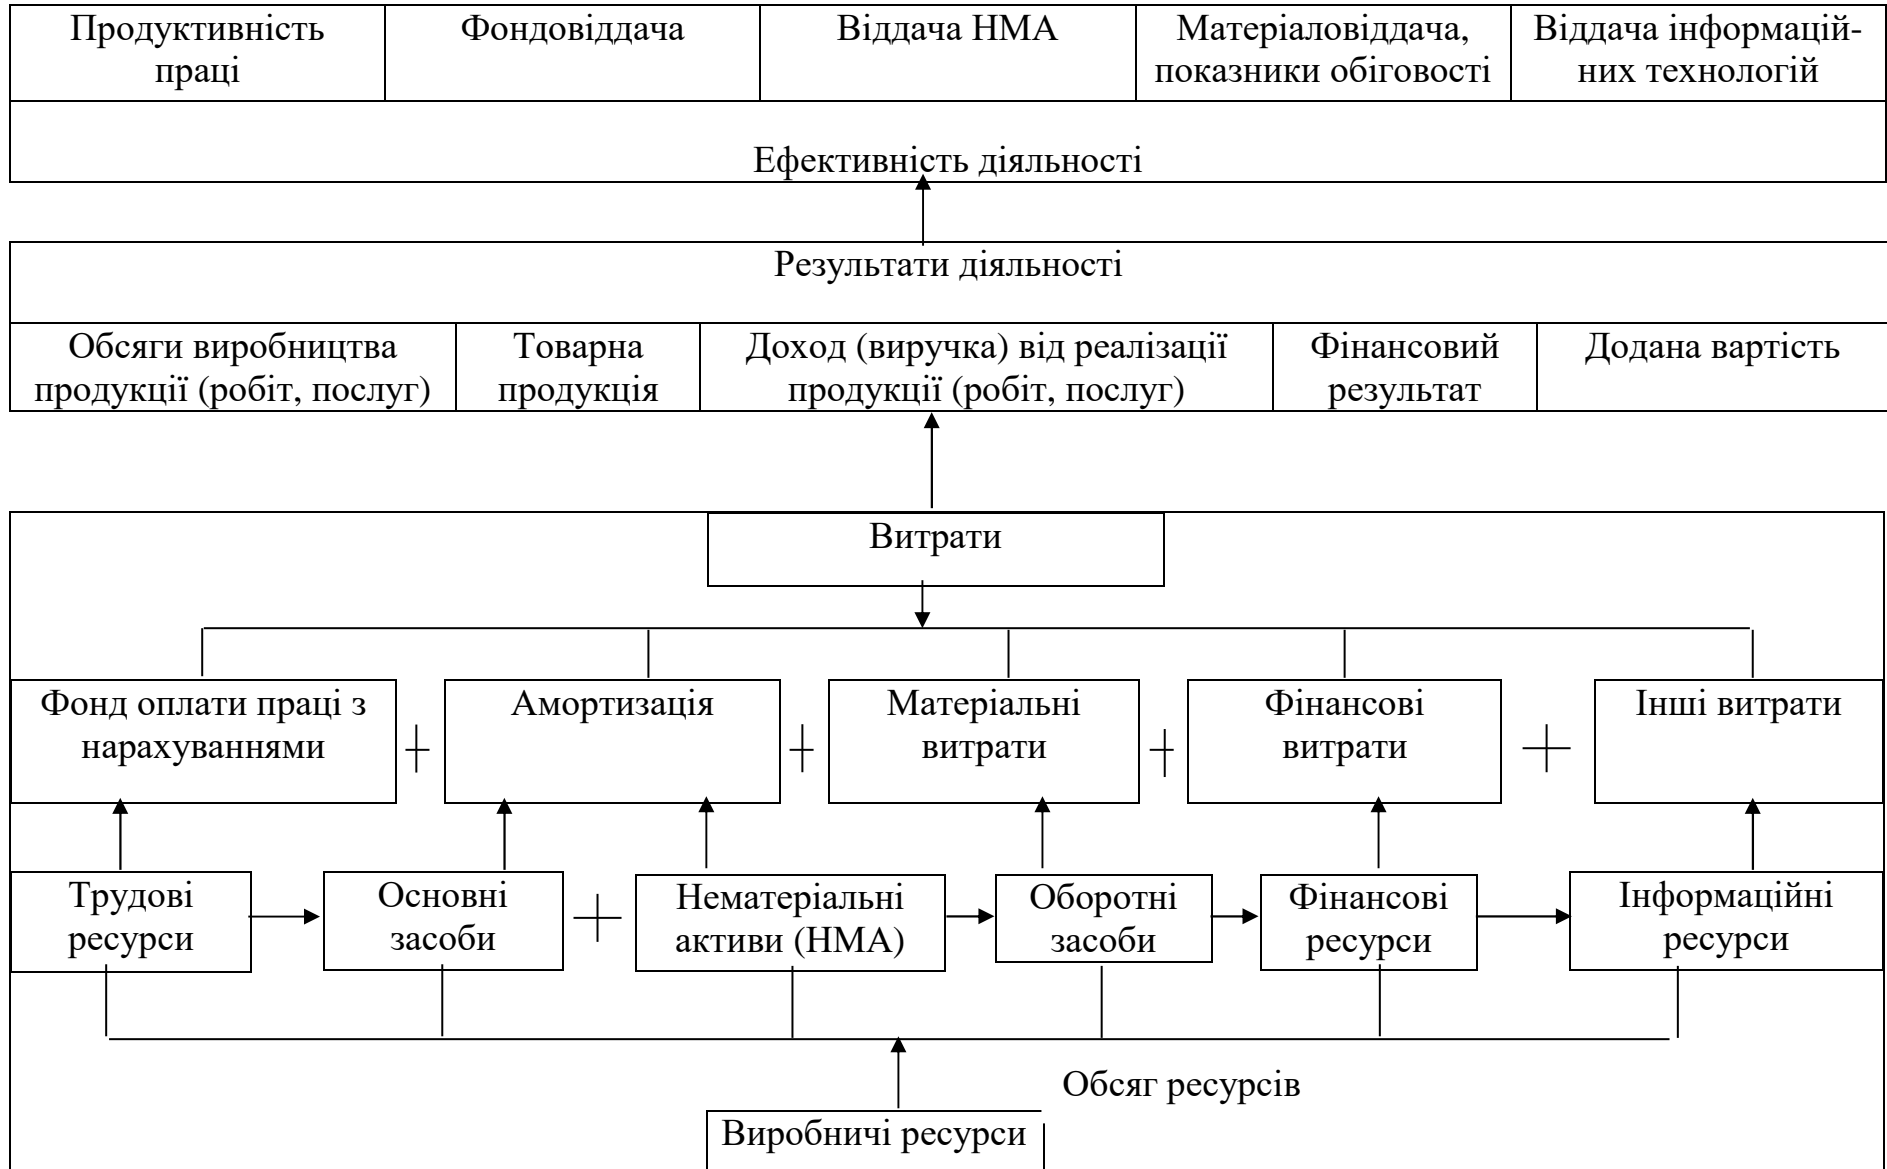 Продуктивність
праці
Фондовіддача
Віддача НМА
Матеріаловіддача,
показники обіговості
Віддача інформацій-
них технологій
Ефективність діяльності
Результати діяльності
Обсяги виробництва
продукції (робіт, послуг)
Товарна
продукція
Доход (виручка) від реалізації
продукції (робіт, послуг)
Фінансовий
результат
Додана вартість
Витрати
Фонд оплати праці з
нарахуваннями
Амортизація
Матеріальні
витрати
Фінансові
витрати
Інші витрати
Трудові
ресурси
Основні
засоби
Нематеріальні
активи (НМА)
Оборотні
засоби
Фінансові
ресурси
Інформаційні
ресурси
Обсяг ресурсів
Виробничі ресурси